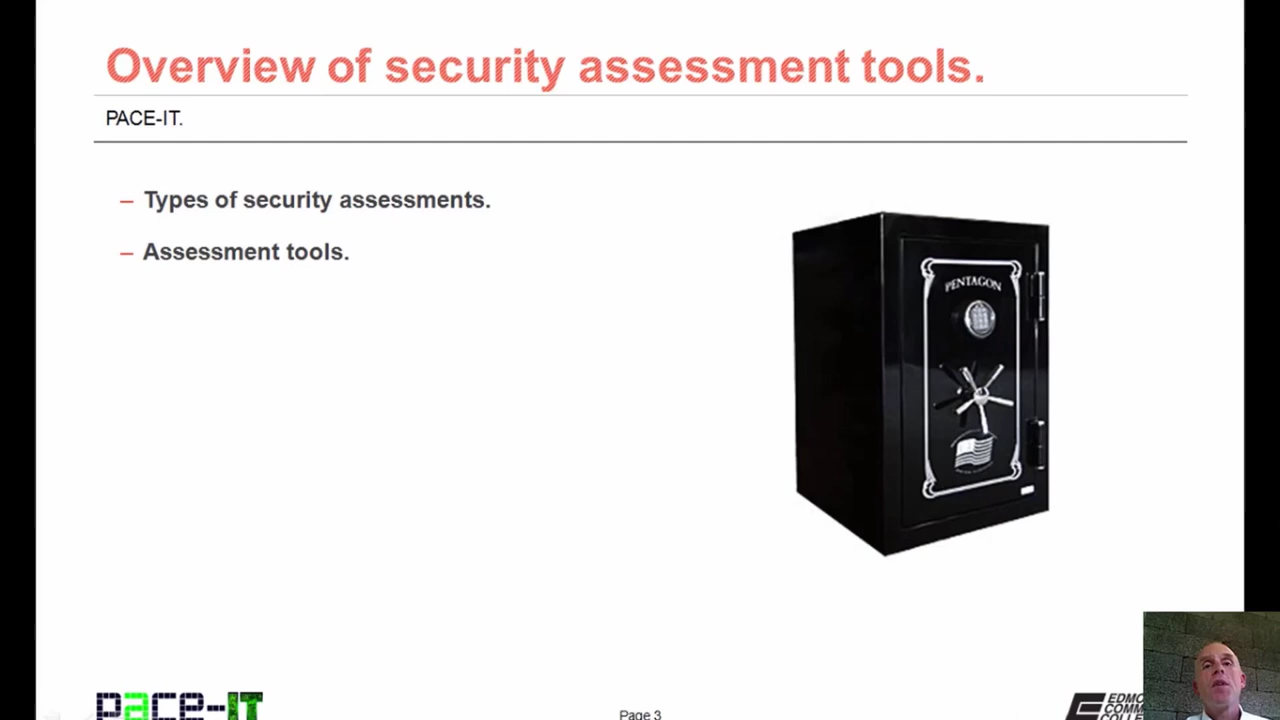 Overview of security assessment tools.
PACE-IT.
– Types of security assessments.
– Assessment tools.
PENTAGON
pace-IT
Page 3
EDMO
COMM
COLLE